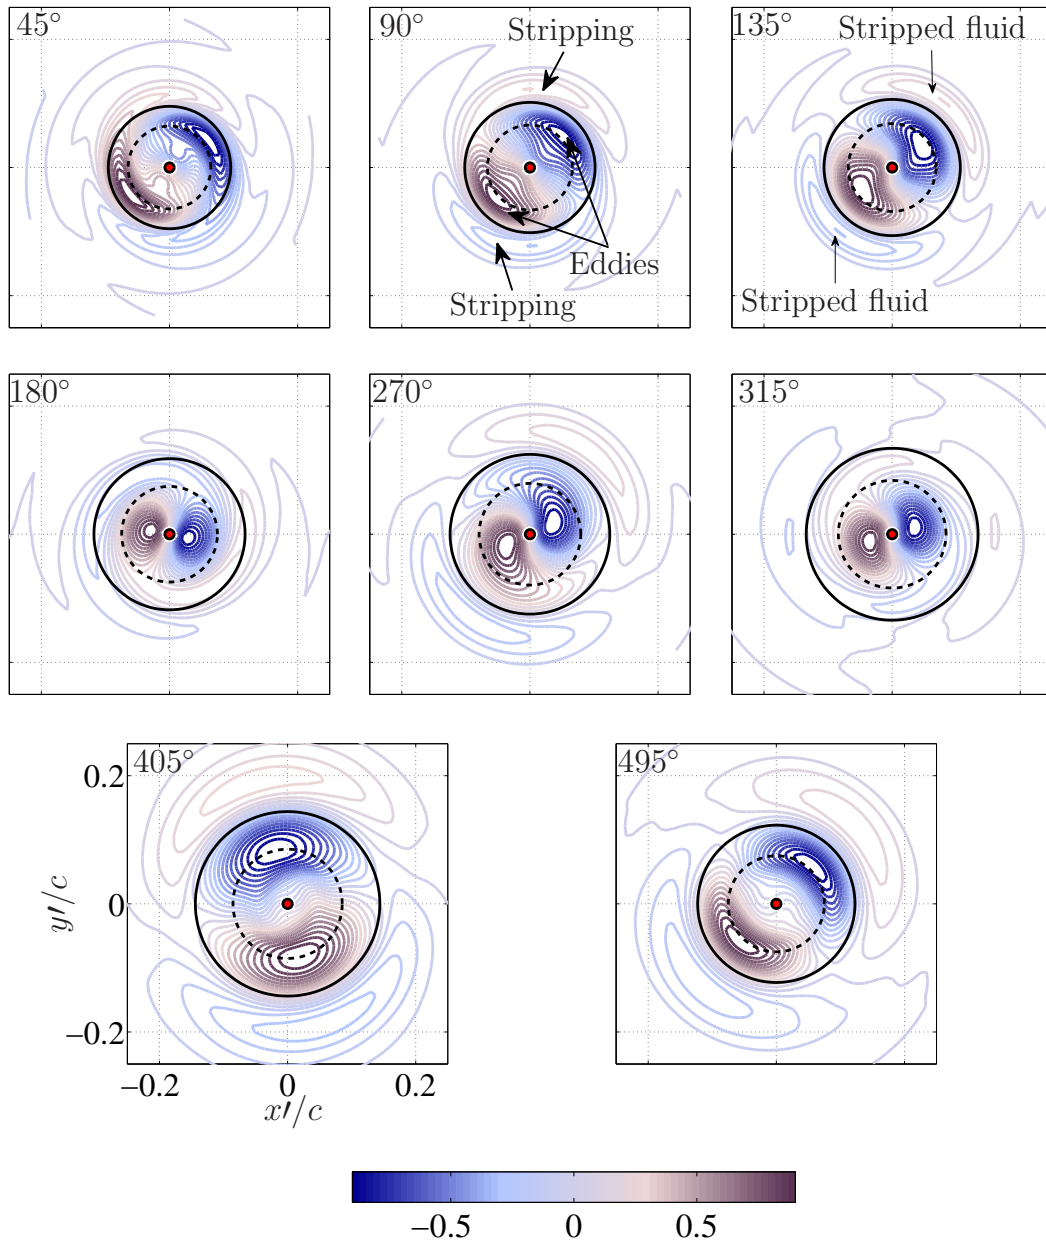 45°
90°
Stripping
Eddies
Stripping
135°
Stripped fluid
Stripped fluid
180°
270°
315°
405°
495°
0.2
0
−0.2
y′/c
−0.2
0
0.2
x′/c
−0.5
0
0.5